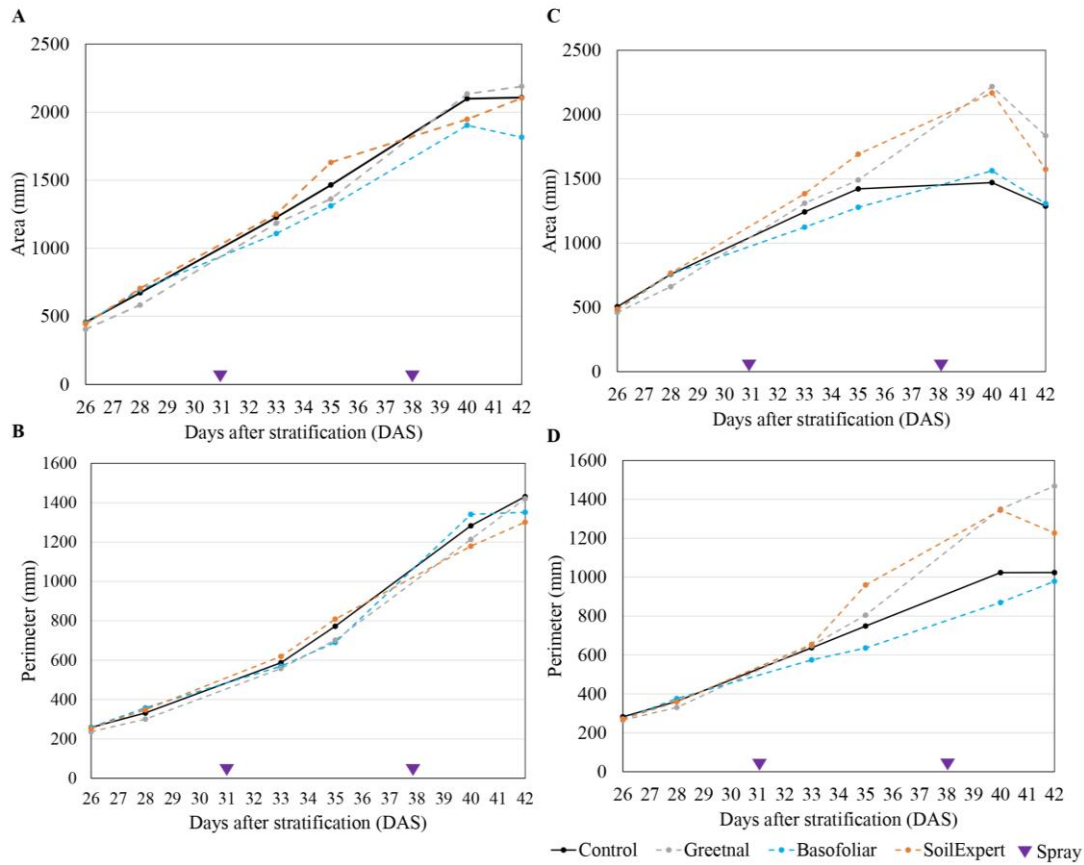 A
2500
2000
1500
1000
500
0
Area (mm)
26 27 28 29 30 31 32 33 34 35 36 37 38 39 40 41 42
Days after stratification (DAS)
C
2500
2000
1500
1000
500
0
Area (mm)
26 27 28 29 30 31 32 33 34 35 36 37 38 39 40 41 42
Days after stratification (DAS)
B
1600
1400
1200
1000
800
600
400
200
0
Perimeter (mm)
26 27 28 29 30 31 32 33 34 35 36 37 38 39 40 41 42
Days after stratification (DAS)
D
1600
1400
1200
1000
800
600
400
200
0
Perimeter (mm)
26 27 28 29 30 31 32 33 34 35 36 37 38 39 40 41 42
Days after stratification (DAS)
Control Greetnal Basofoliar SoilExpert Spray